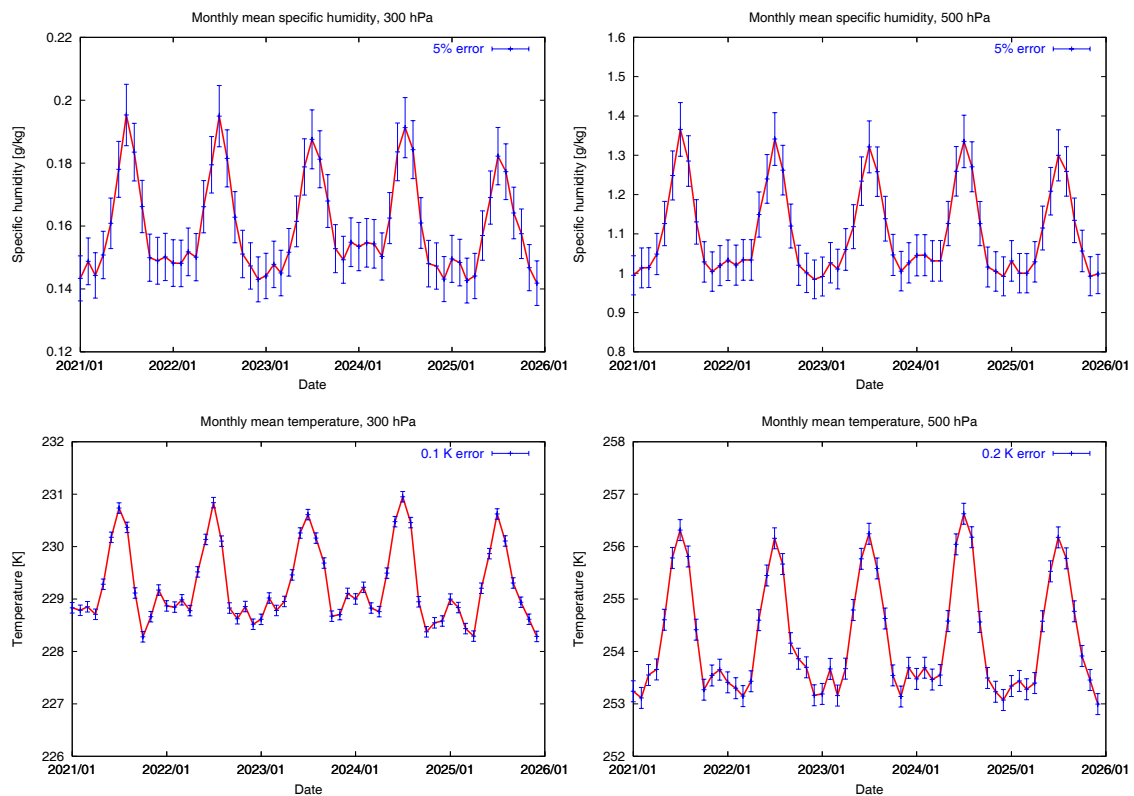 Monthly mean specific humidity, 300 hPa
Specific humidity [g/kg]
5% error
0.22
0.2
0.18
0.16
0.14
0.12
2021/01 2022/01 2023/01 2024/01 2025/01 2026/01
Date
Monthly mean specific humidity, 500 hPa
Specific humidity [g/kg]
5% error
1.6
1.5
1.4
1.3
1.2
1.1
1
0.9
0.8
2021/01 2022/01 2023/01 2024/01 2025/01 2026/01
Date
Monthly mean temperature, 300 hPa
Temperature [K]
0.1 K error
232
231
230
229
228
227
226
2021/01 2022/01 2023/01 2024/01 2025/01 2026/01
Date
Monthly mean temperature, 500 hPa
Temperature [K]
0.2 K error
258
257
256
255
254
253
252
2021/01 2022/01 2023/01 2024/01 2025/01 2026/01
Date